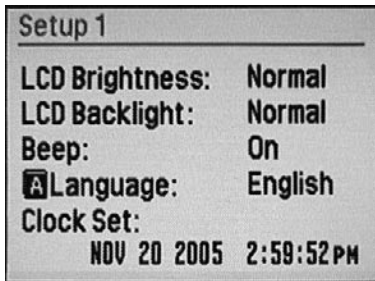 Setup 1
LCD Brightness: Normal
LCD Backlight: Normal
Beep: On
A Language: English
Clock Set:
NOV 20 2005 2:59:52 PM